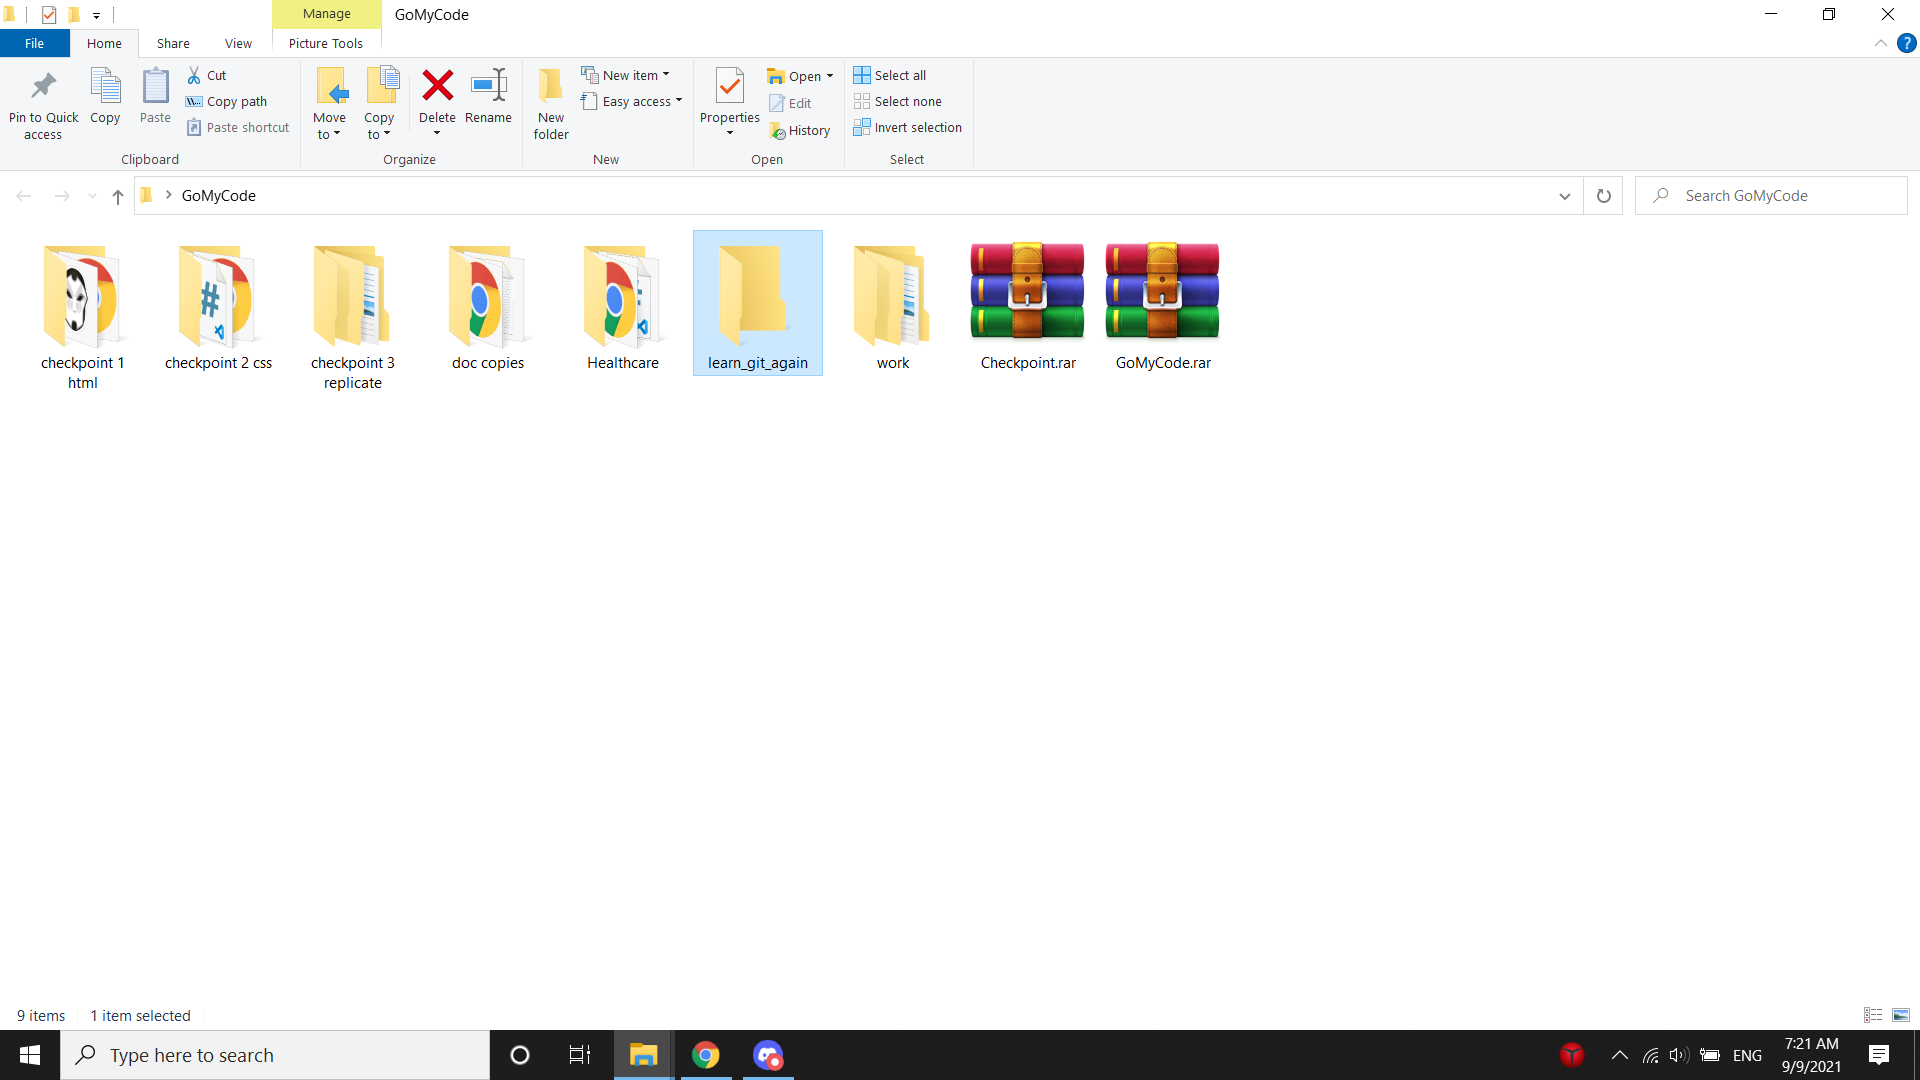 Manage
GoMyCode
File
Home
Share
View
Picture Tools
Pin to Quick
access
Copy
Paste
Cut
Copy path
Paste shortcut
Clipboard
Move
to
Copy
to
Delete
Rename
Organize
New
folder
New item
Easy access
New
Properties
Open
Edit
History
Open
Select all
Select none
Invert selection
Select
GoMyCode
Search GoMyCode
checkpoint 1
html
checkpoint 2 css
checkpoint 3
replicate
doc copies
Healthcare
learn_git_again
work
Checkpoint.rar
GoMyCode.rar
9 items
1 item selected
Type here to search
ENG
7:21 AM
9/9/2021